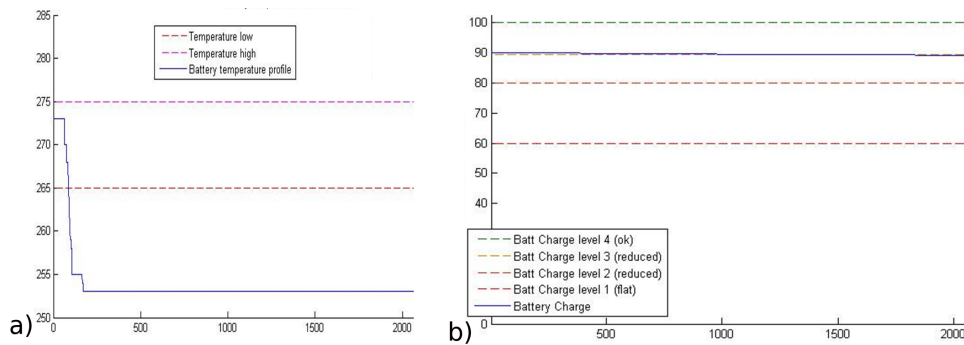 285
280
275
270
265
260
255
250
0
500
1000
1500
2000
Temperature low
Temperature high
Battery temperature profile
a)
100
90
80
70
60
50
40
0
500
1000
1500
2000
Batt Charge level 4 (ok)
Batt Charge level 3 (reduced)
Batt Charge level 2 (reduced)
Batt Charge level 1 (flat)
Battery Charge
b)